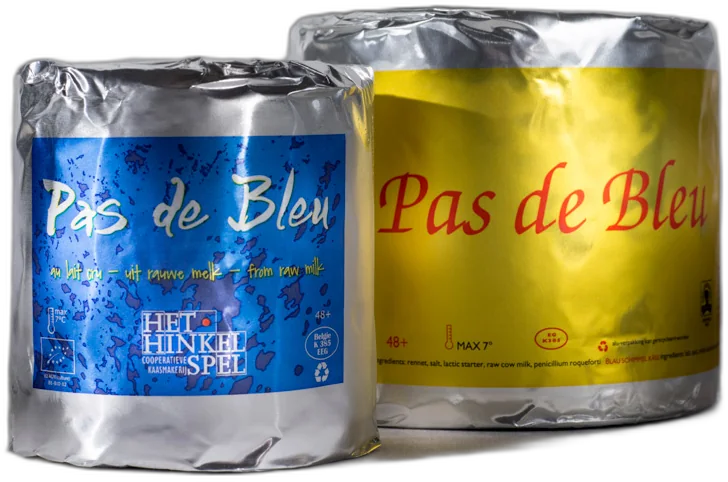 Pas de Bleu
au lait cru – uit rauwe melk – from raw milk
max
7°C
HET
HINKEL
COOPERATIEVE
KAASMAKERIJ
SPEL
48+
België
K 385
EEG
Pas de Bleu
48+
MAX 7°
EG
ingredients: rennet, salt, lactic starter, raw cow milk, penicillium roqueforti